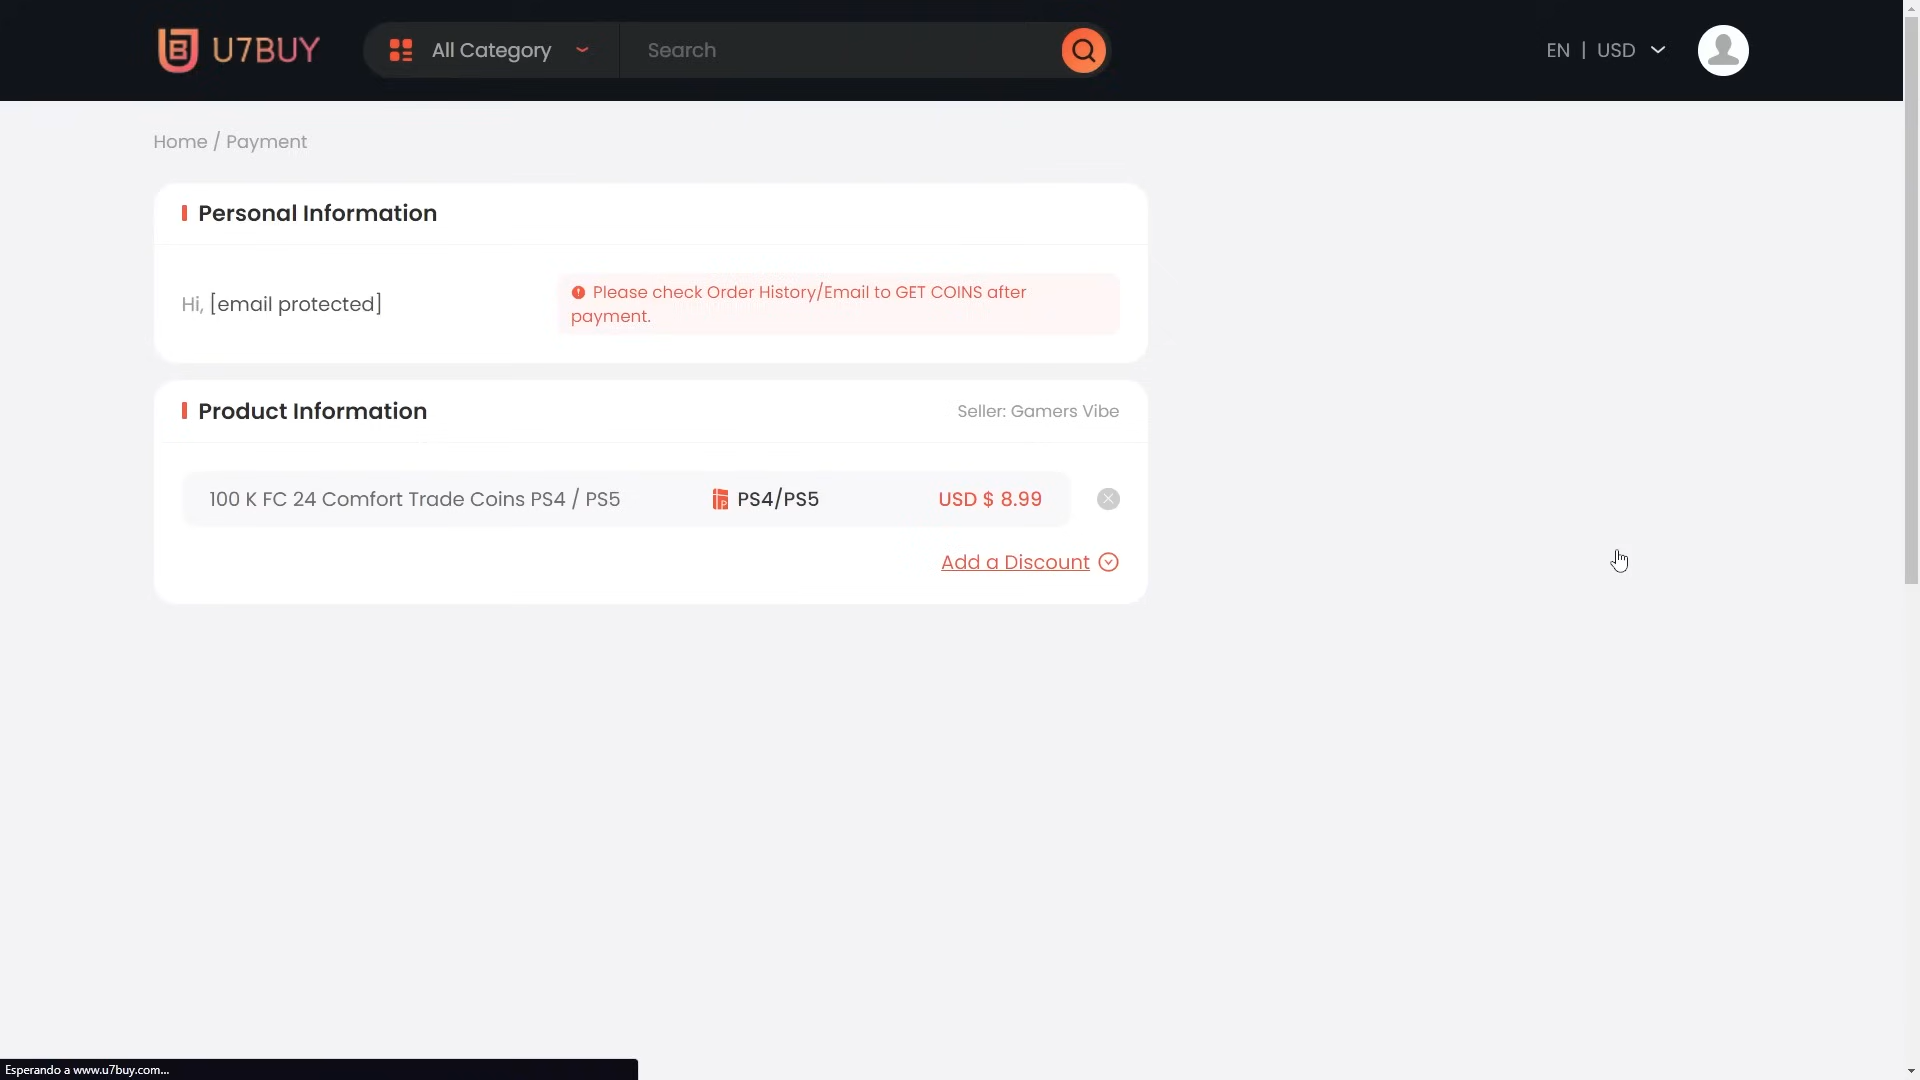 U7BUY
All Category
Search
EN | USD
Home / Payment
Personal Information
Hi, [email protected]
Please check Order History/Email to GET COINS after
payment.
Product Information
Seller: Gamers Vibe
100 K FC 24 Comfort Trade Coins PS4 / PS5
PS4/PS5
USD $ 8.99
Add a Discount
Esperando a www.u7buy.com...